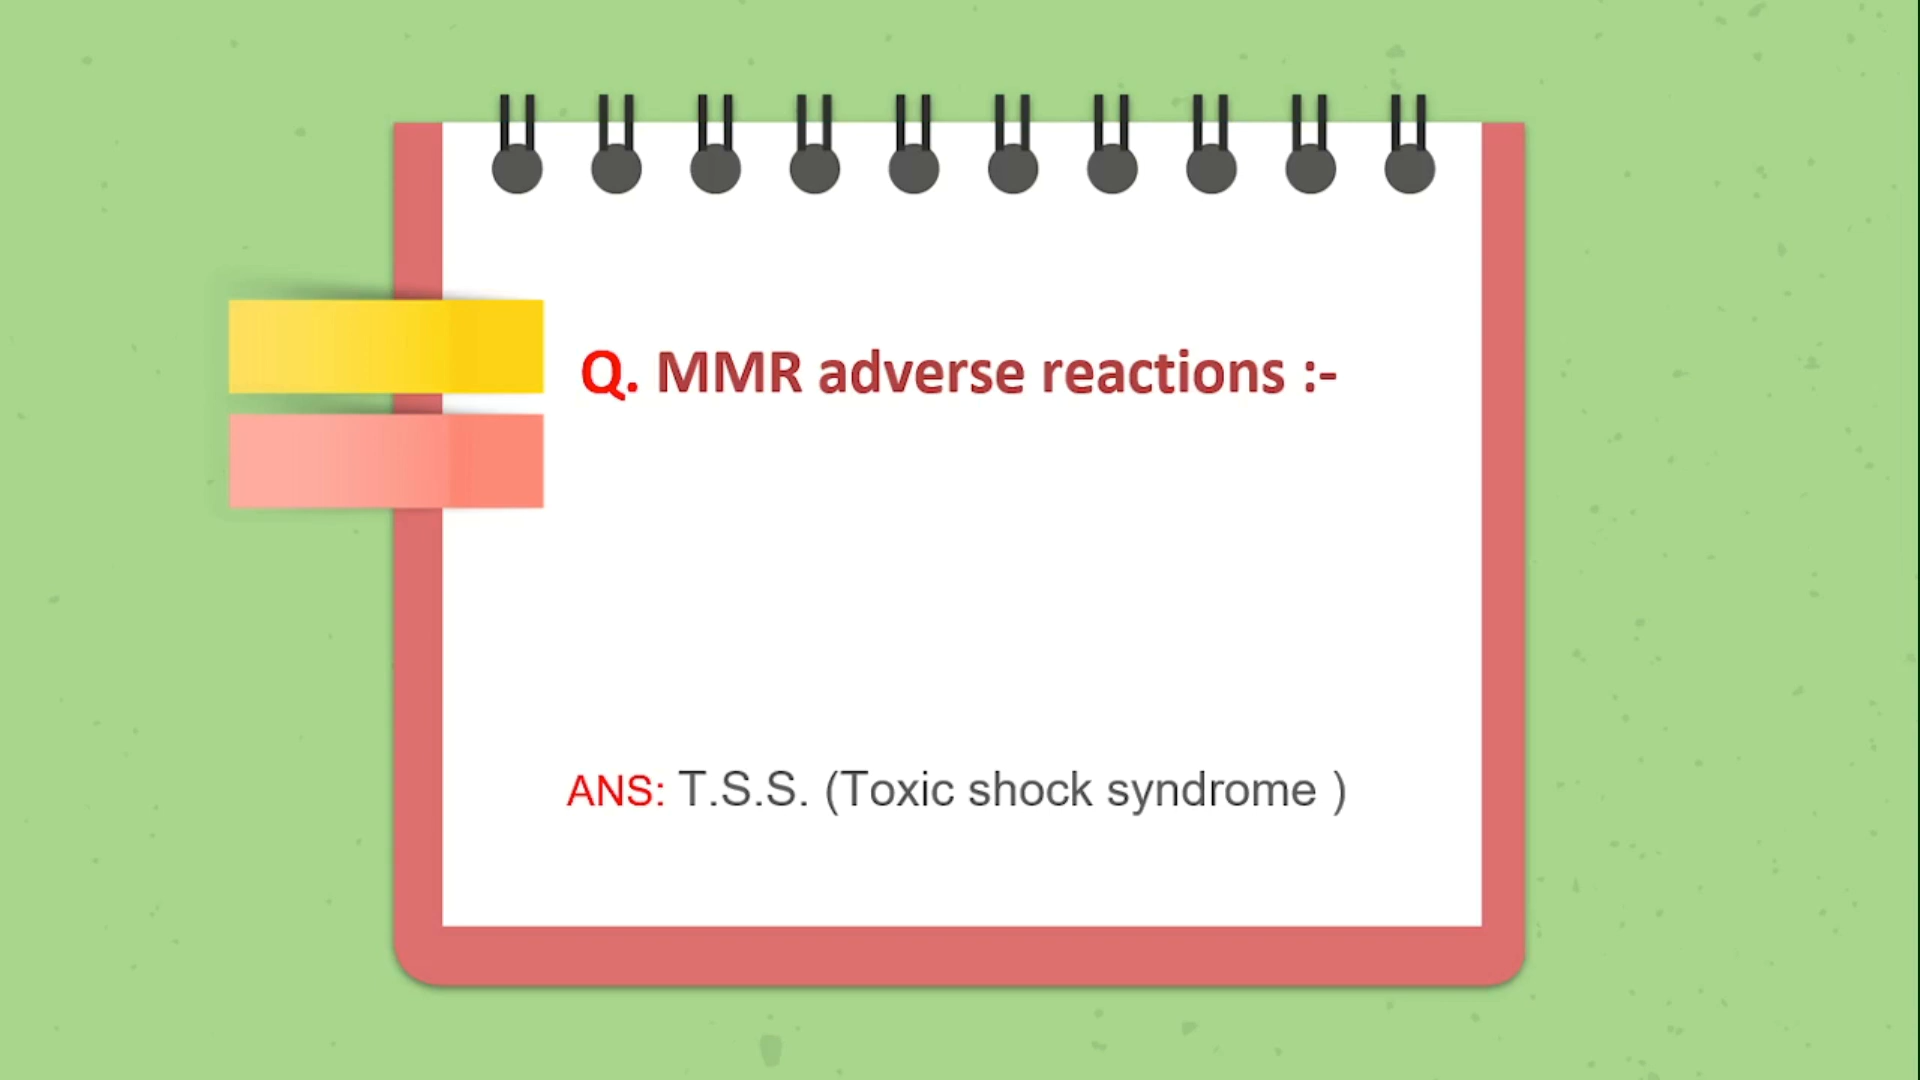 Q. MMR adverse reactions :-
ANS: T.S.S. (Toxic shock syndrome )